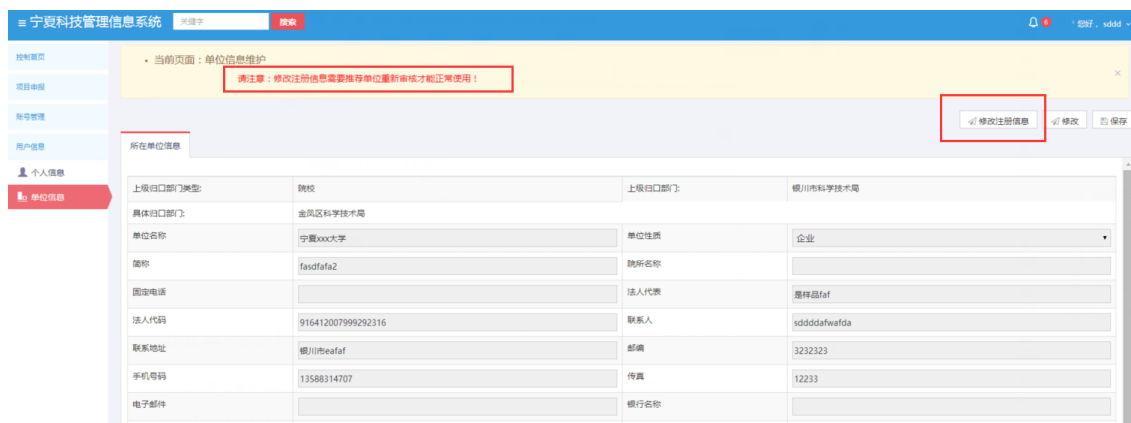 ≡ 宁夏科技管理信息系统 关键字 搜索 6 您好，sddd
控制首页
项目申报
账号管理
用户信息
个人信息
单位信息
• 当前页面：单位信息维护
请注意：修改注册信息需要推荐单位重新审核才能正常使用！
×
修改注册信息 修改 保存
所在单位信息
上级归口部门类型: 院校 上级归口部门: 银川市科学技术局
具体归口部门: 金凤区科学技术局
单位名称 宁夏xxx大学 单位性质 企业
简称 fasdfafa2 院所名称
固定电话 法人代表 是样品faf
法人代码 916412007999292316 联系人 sddddafwafda
联系地址 银川市eafaf 邮编 3232323
手机号码 13588314707 传真 12233
电子邮件 银行名称